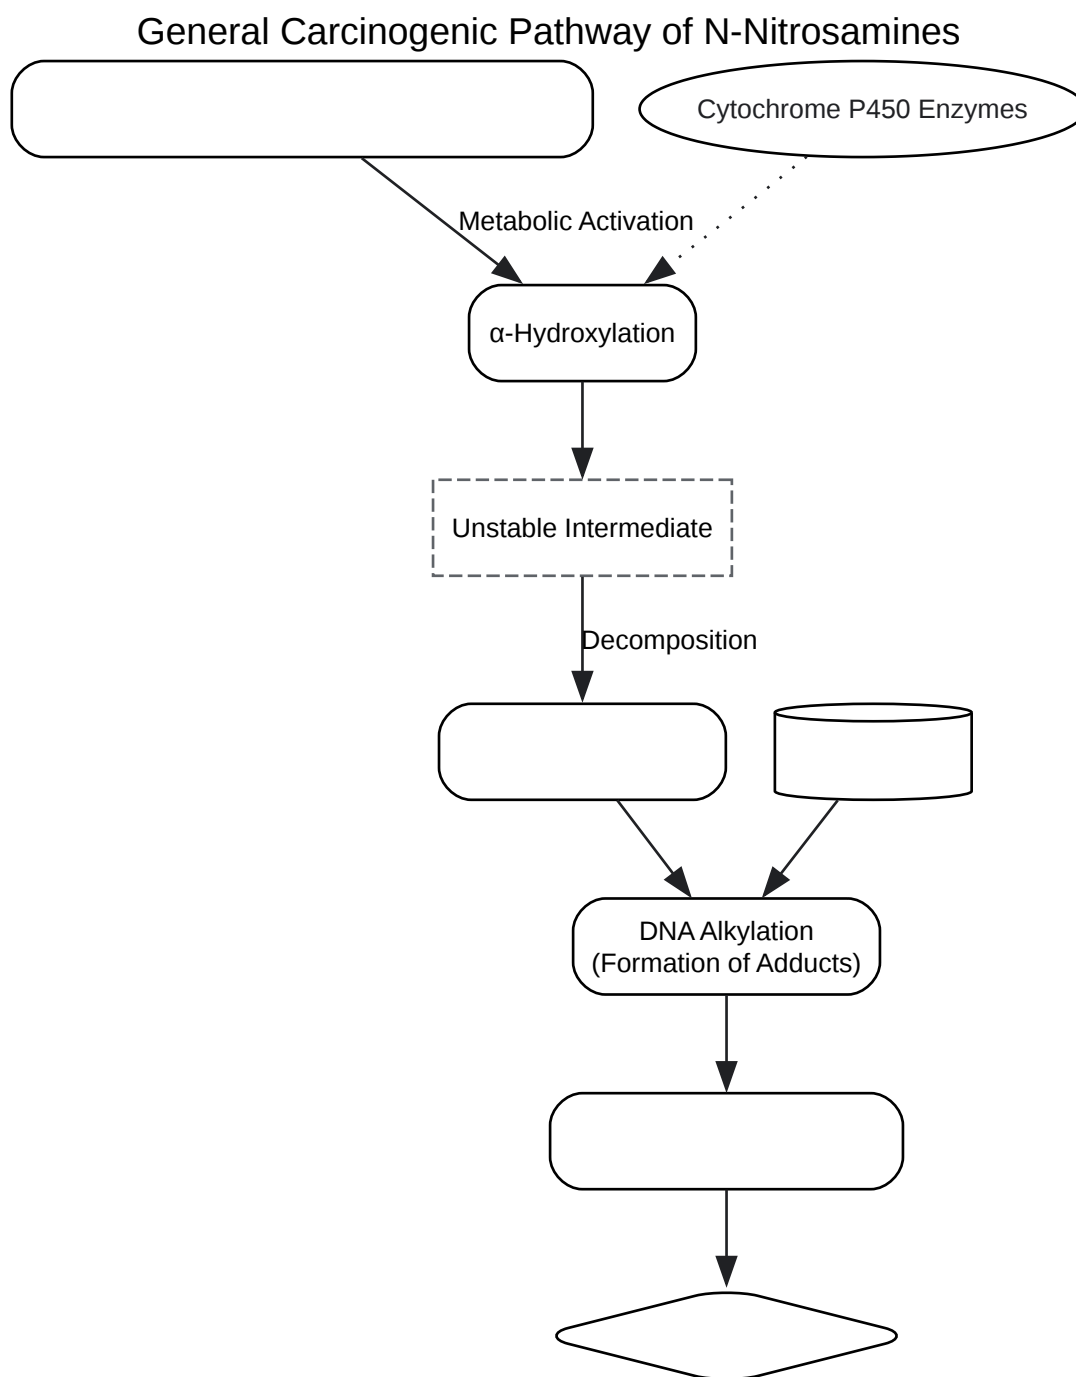 General Carcinogenic Pathway of N-Nitrosamines
Cytochrome P450 Enzymes
Metabolic Activation
α-Hydroxylation
Unstable Intermediate
Decomposition
DNA Alkylation
(Formation of Adducts)